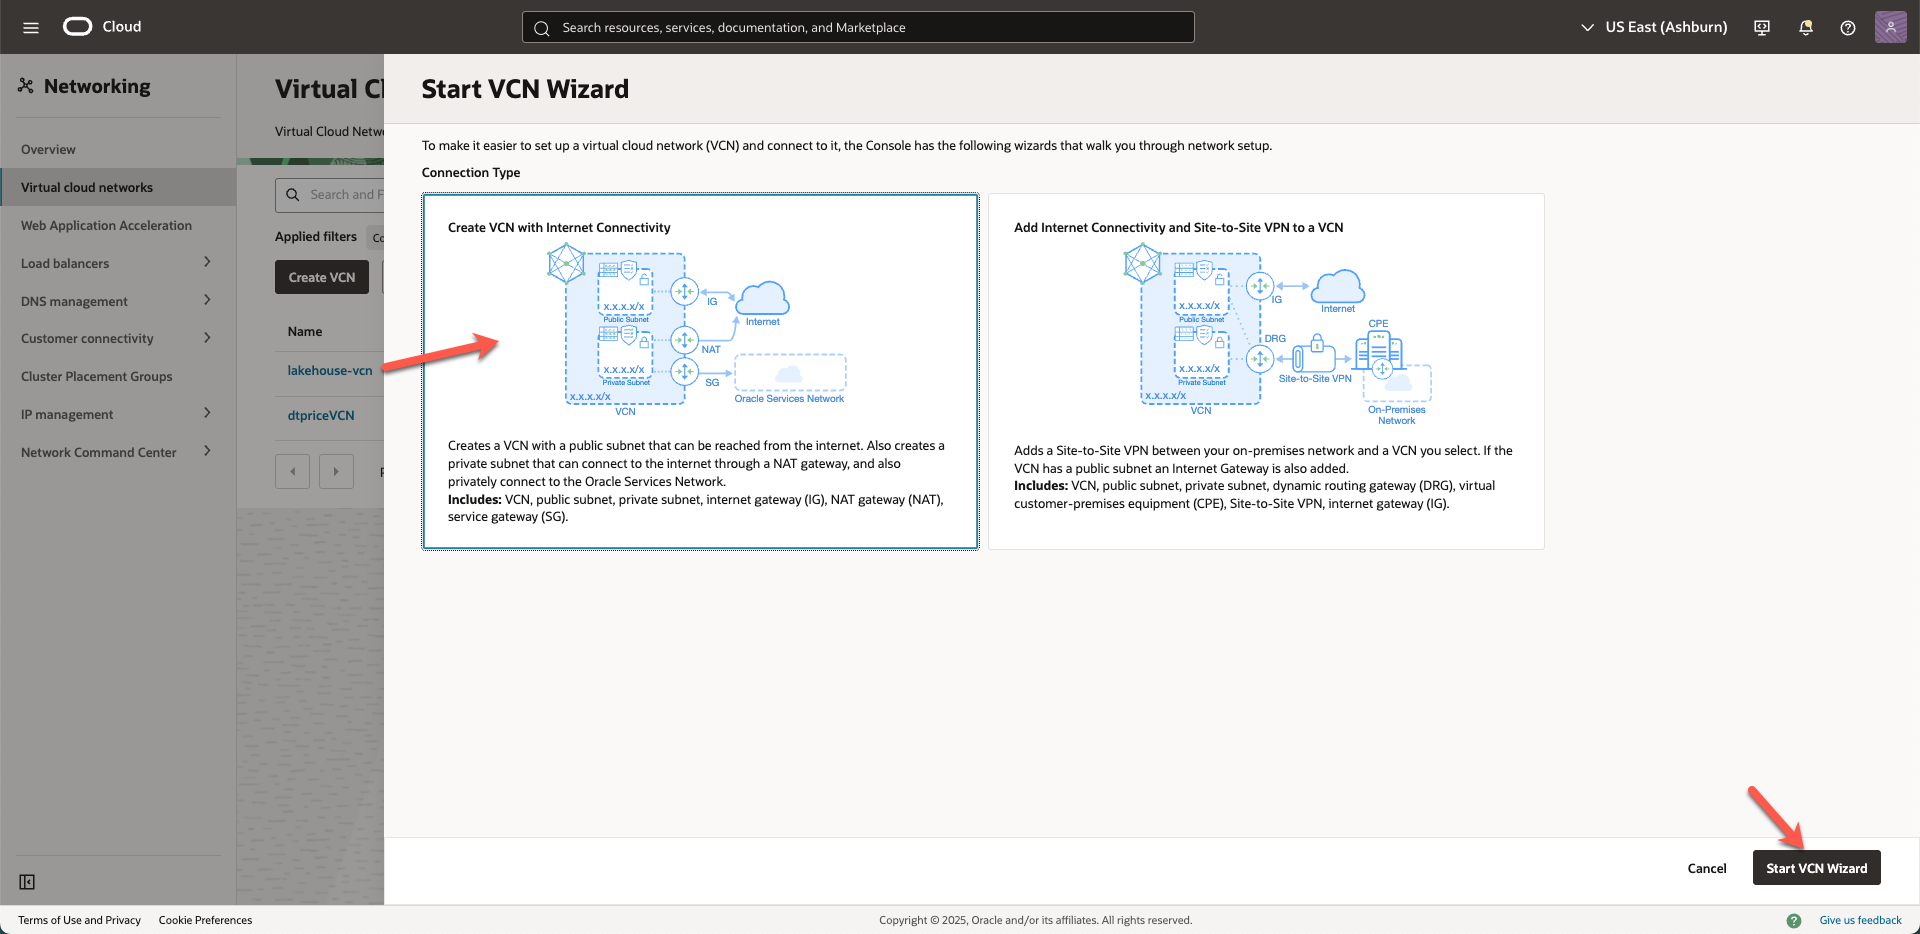 Cloud
Search resources, services, documentation, and Marketplace
US East (Ashburn)
Networking
Overview
Virtual cloud networks
Web Application Acceleration
Load balancers
DNS management
Customer connectivity
Cluster Placement Groups
IP management
Network Command Center
Virtual Cl
Virtual Cloud Netwo
Search and F
Applied filters Co
Create VCN
Name
lakehouse-vcn
dtpriceVCN
Start VCN Wizard
To make it easier to set up a virtual cloud network (VCN) and connect to it, the Console has the following wizards that walk you through network setup.
Connection Type
Create VCN with Internet Connectivity
x.x.x.x/x
Public Subnet
x.x.x.x/x
Private Subnet
x.x.x.x/x
VCN
IG
Internet
NAT
SG
Oracle Services Network
Creates a VCN with a public subnet that can be reached from the internet. Also creates a
private subnet that can connect to the internet through a NAT gateway, and also
privately connect to the Oracle Services Network.
Includes: VCN, public subnet, private subnet, internet gateway (IG), NAT gateway (NAT),
service gateway (SG).
Add Internet Connectivity and Site-to-Site VPN to a VCN
x.x.x.x/x
Public Subnet
x.x.x.x/x
Private Subnet
x.x.x.x/x
VCN
IG
Internet
DRG
CPE
Site-to-Site VPN
On-Premises
Network
Adds a Site-to-Site VPN between your on-premises network and a VCN you select. If the
VCN has a public subnet an Internet Gateway is also added.
Includes: VCN, public subnet, private subnet, dynamic routing gateway (DRG), virtual
customer-premises equipment (CPE), Site-to-Site VPN, internet gateway (IG).
Cancel
Start VCN Wizard
Terms of Use and Privacy
Cookie Preferences
Copyright © 2025, Oracle and/or its affiliates. All rights reserved.
Give us feedback